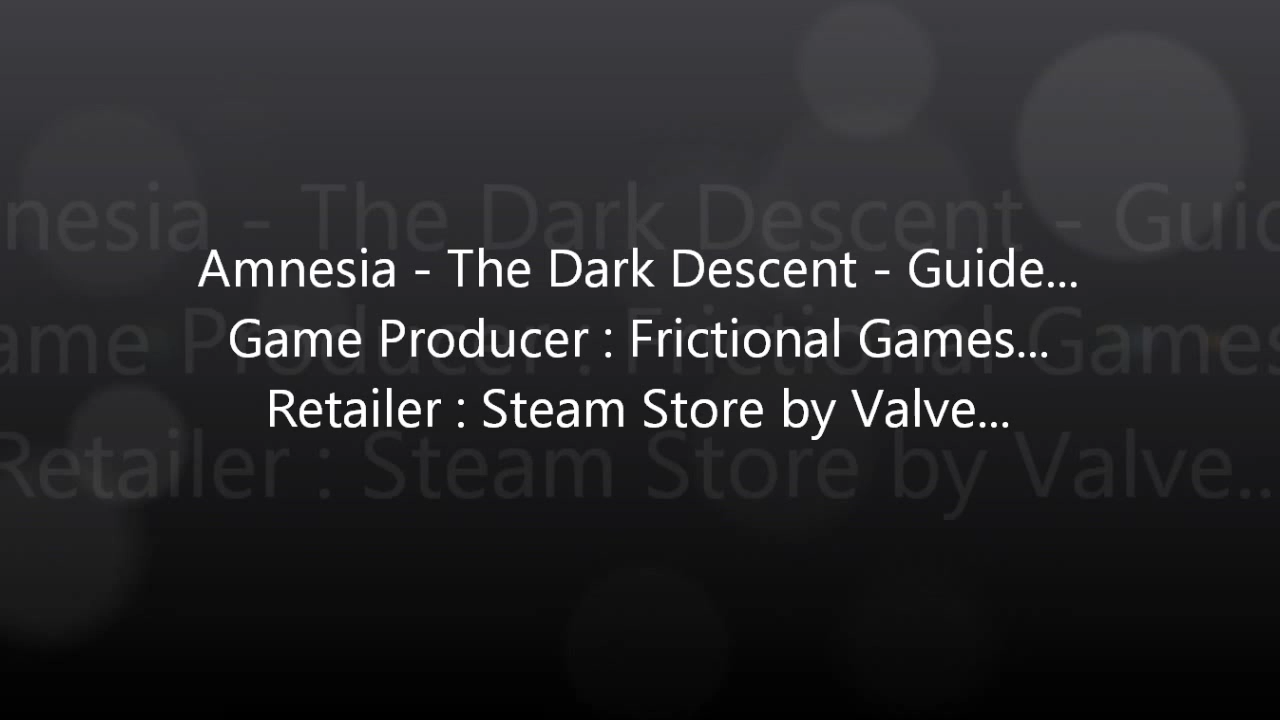 Amnesia - The Dark Descent - Guide...
Game Producer : Frictional Games...
Retailer : Steam Store by Valve...